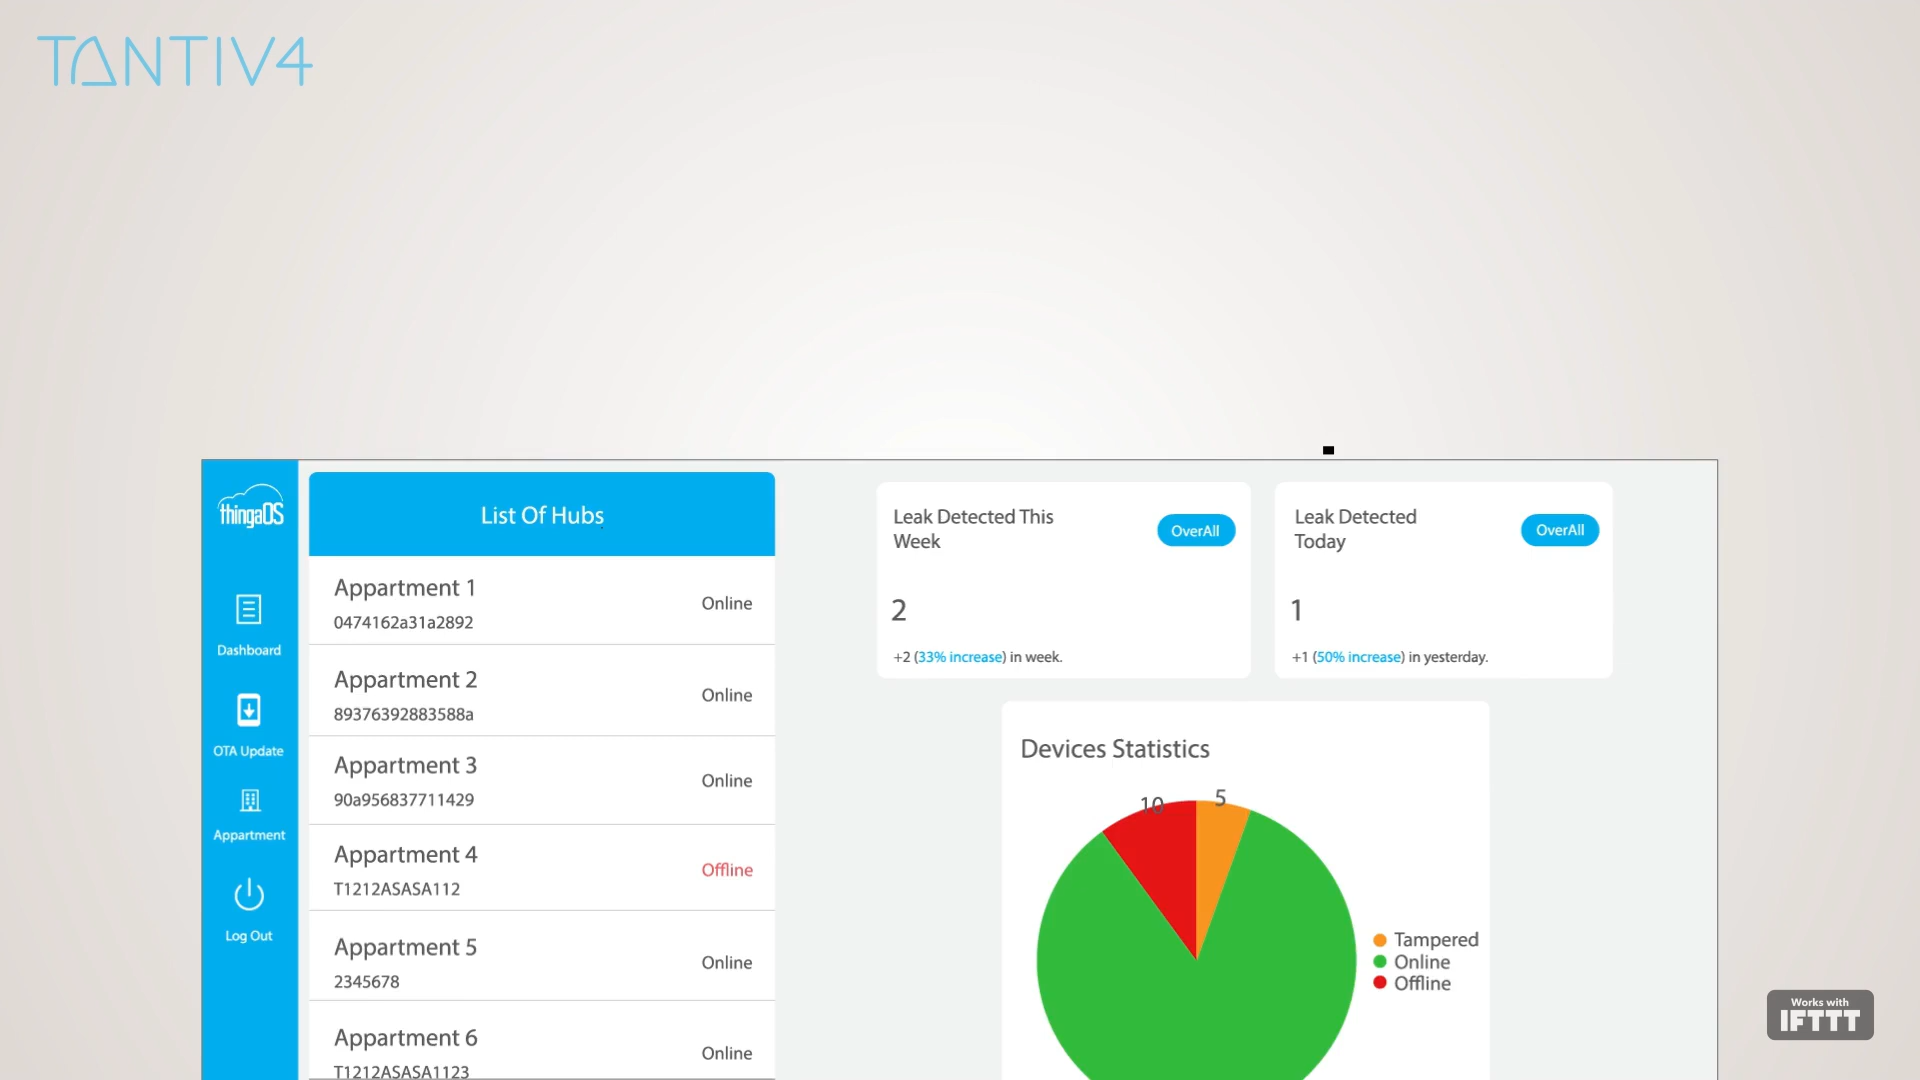 TANTIV4
thingaOS
Dashboard
OTA Update
Appartment
Log Out
List Of Hubs
Appartment 1
0474162a31a2892
Online
Appartment 2
89376392883588a
Online
Appartment 3
90a956837711429
Online
Appartment 4
T1212ASASA112
Offline
Appartment 5
2345678
Online
Appartment 6
T1212ASASA1123
Online
Leak Detected This
Week
OverAll
2
+2 (33% increase) in week.
Leak Detected
Today
OverAll
1
+1 (50% increase) in yesterday.
Devices Statistics
10
5
Tampered
Online
Offline
Works with
IFTTT